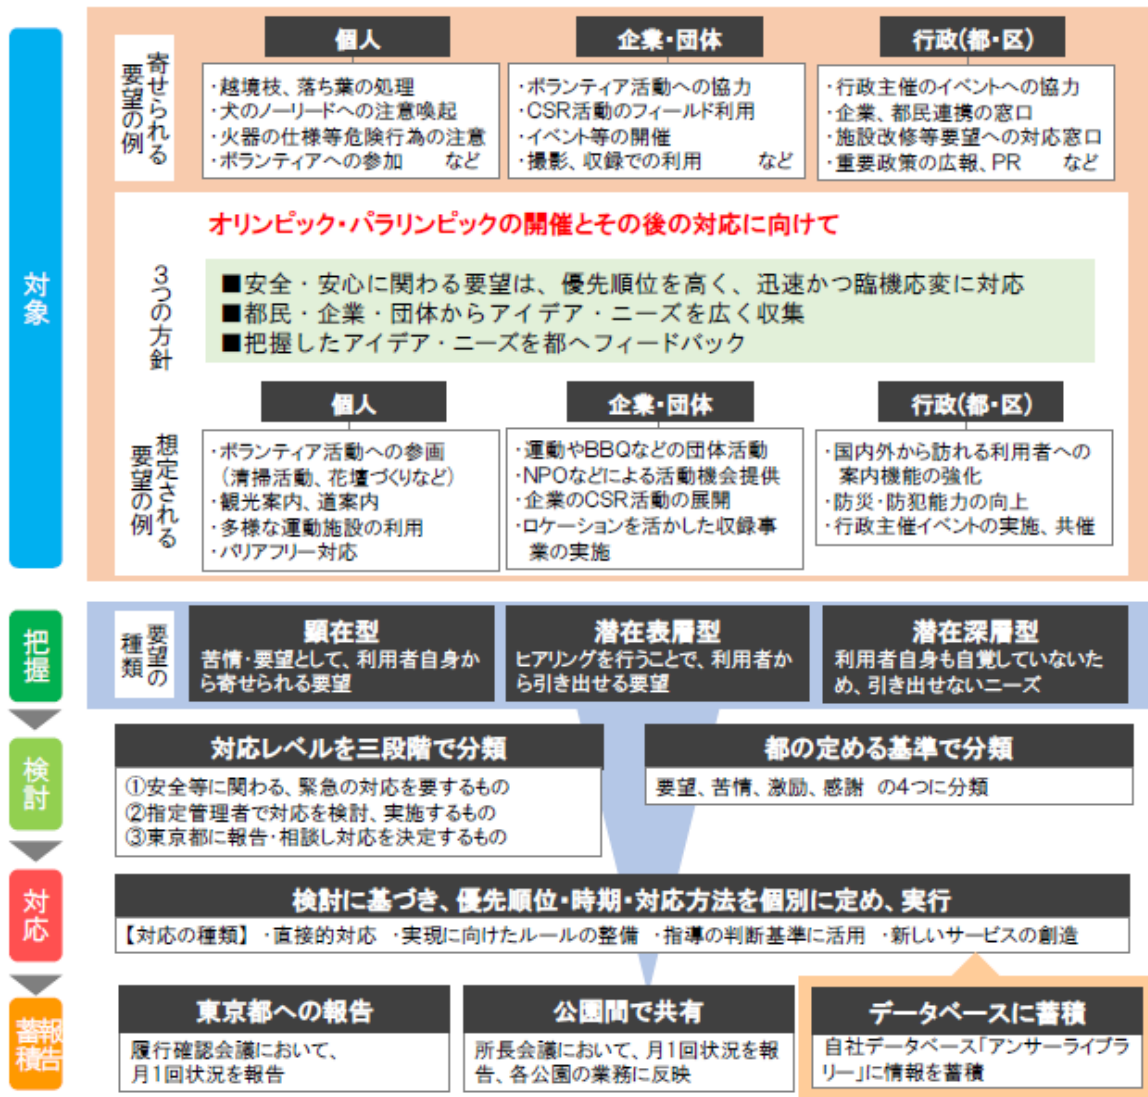 対象
寄せられる
要望の例
個人
・越境枝、落ち葉の処理
・犬のノーリードへの注意喚起
・火器の仕様等危険行為の注意
・ボランティアへの参加 など
企業・団体
・ボランティア活動への協力
・CSR活動のフィールド利用
・イベント等の開催
・撮影、収録での利用 など
行政(都・区)
・行政主催のイベントへの協力
・企業、都民連携の窓口
・施設改修等要望への対応窓口
・重要政策の広報、PR など
オリンピック・パラリンピックの開催とその後の対応に向けて
3つの方針
■安全・安心に関わる要望は、優先順位を高く、迅速かつ臨機応変に対応
■都民・企業・団体からアイデア・ニーズを広く収集
■把握したアイデア・ニーズを都へフィードバック
想定される
要望の例
個人
・ボランティア活動への参画
(清掃活動、花壇づくりなど)
・観光案内、道案内
・多様な運動施設の利用
・バリアフリー対応
企業・団体
・運動やBBQなどの団体活動
・NPOなどによる活動機会提供
・企業のCSR活動の展開
・ロケーションを活かした収録事
業の実施
行政(都・区)
・国内外から訪れる利用者への
案内機能の強化
・防災・防犯能力の向上
・行政主催イベントの実施、共催
把握
要望の
種類
顕在型
苦情・要望として、利用者自身か
ら寄せられる要望
潜在表層型
ヒアリングを行うことで、利用者か
ら引き出せる要望
潜在深層型
利用者自身も自覚していないた
め、引き出せないニーズ
検討
対応レベルを三段階で分類
①安全等に関わる、緊急の対応を要するもの
②指定管理者で対応を検討、実施するもの
③東京都に報告・相談し対応を決定するもの
都の定める基準で分類
要望、苦情、激励、感謝 の4つに分類
対応
検討に基づき、優先順位・時期・対応方法を個別に定め、実行
【対応の種類】 ・直接的対応 ・実現に向けたルールの整備 ・指導の判断基準に活用 ・新しいサービスの創造
報告
蓄積
東京都への報告
履行確認会議において、
月1回状況を報告
公園間で共有
所長会議において、月1回状況を報
告、各公園の業務に反映
データベースに蓄積
自社データベース「アンサーライブラ
リー」に情報を蓄積